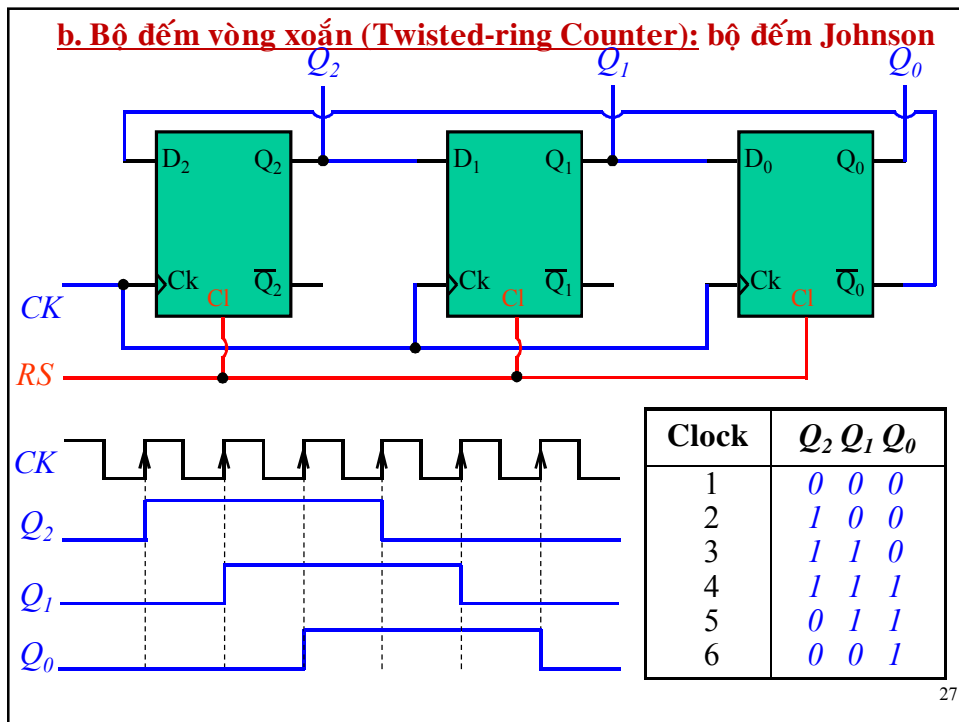 b. Bộ đếm vòng xoắn (Twisted-ring Counter): bộ đếm Johnson
Q₂ Q₁ Q₀
D₂ Q₂ D₁ Q₁ D₀ Q₀
Ck Q̅₂ Ck Q̅₁ Ck Q̅₀
Cl Cl Cl
CK
RS
CK
Q₂
Q₁
Q₀
Clock Q₂ Q₁ Q₀
1 0 0 0
2 1 0 0
3 1 1 0
4 1 1 1
5 0 1 1
6 0 0 1
27